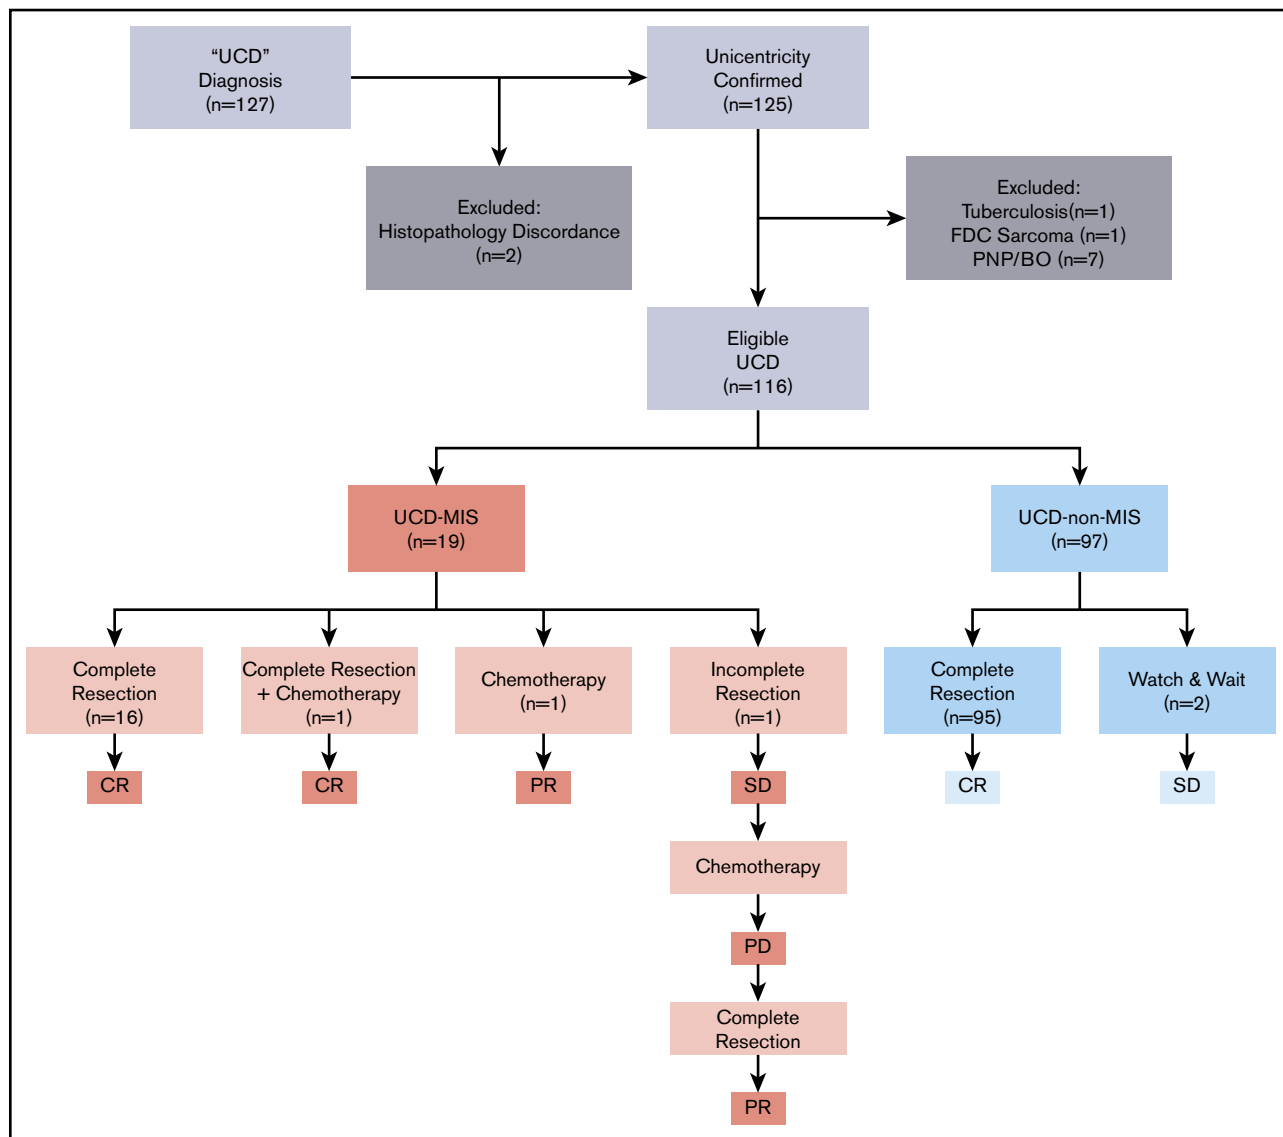 “UCD”
Diagnosis
(n=127)
Unicentricity
Confirmed
(n=125)
Excluded:
Histopathology Discordance
(n=2)
Excluded:
Tuberculosis(n=1)
FDC Sarcoma (n=1)
PNP/BO (n=7)
Eligible
UCD
(n=116)
UCD-MIS
(n=19)
UCD-non-MIS
(n=97)
Complete
Resection
(n=16)
Complete Resection
+ Chemotherapy
(n=1)
Chemotherapy
(n=1)
Incomplete
Resection
(n=1)
Complete
Resection
(n=95)
Watch & Wait
(n=2)
CR
CR
PR
SD
CR
SD
Chemotherapy
PD
Complete
Resection
PR